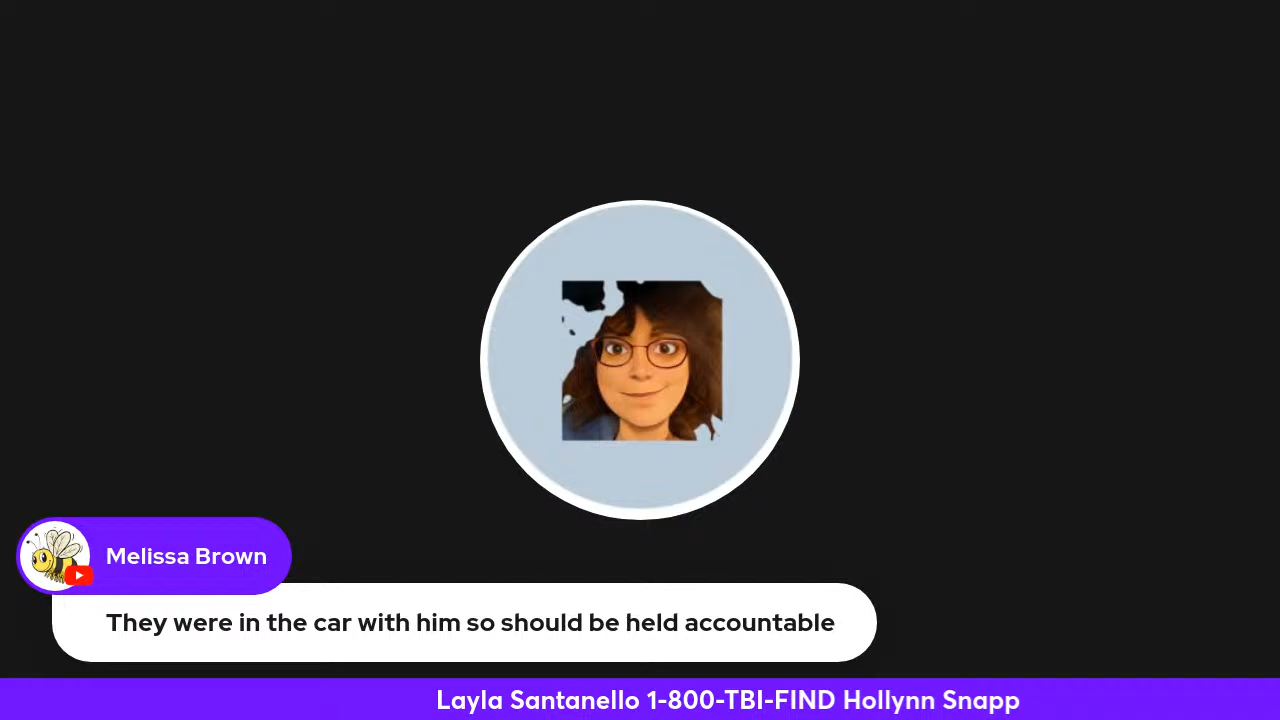 Melissa Brown
They were in the car with him so should be held accountable
Layla Santanello 1-800-TBI-FIND Hollynn Snapp